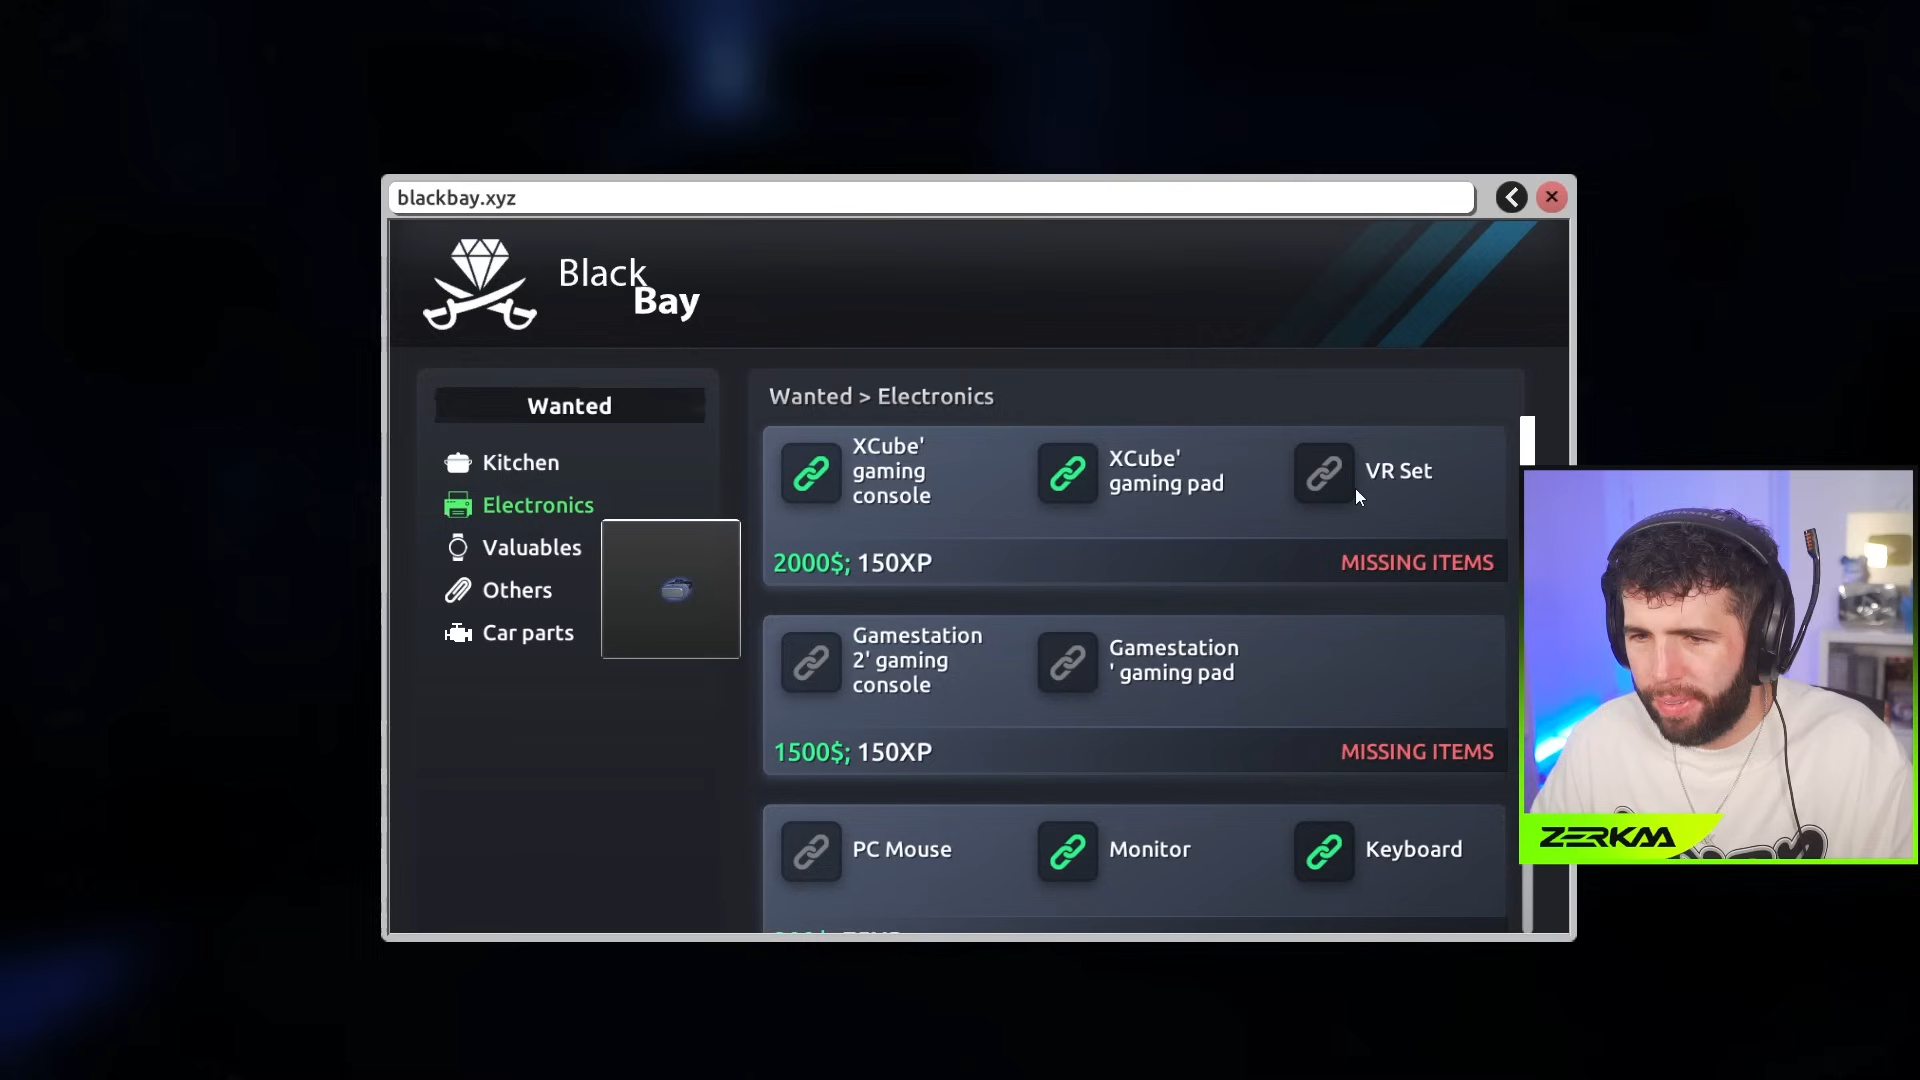 blackbay.xyz
Black
Bay
Wanted
Kitchen
Electronics
Valuables
Others
Car parts
Wanted > Electronics
XCube'
gaming
console
XCube'
gaming pad
VR Set
2000$; 150XP
MISSING ITEMS
Gamestation
2' gaming
console
Gamestation
' gaming pad
1500$; 150XP
MISSING ITEMS
PC Mouse
Monitor
Keyboard
ZERKAA